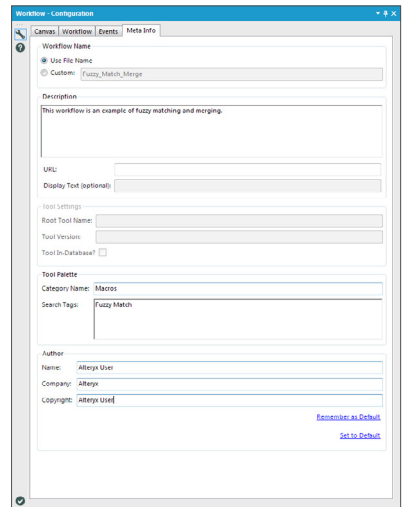 Workflow - Configuration
Canvas Workflow Events Meta Info
Workflow Name
Use File Name
Custom: Fuzzy_Match_Merge
Description
This workflow is an example of fuzzy matching and merging.
URL:
Display Text (optional):
Tool Settings
Root Tool Name:
Tool Version:
Tool In-Database?
Tool Palette
Category Name: Macros
Search Tags: Fuzzy Match
Author
Name: Alteryx User
Company: Alteryx
Copyright: Alteryx User
Remember as Default
Set to Default